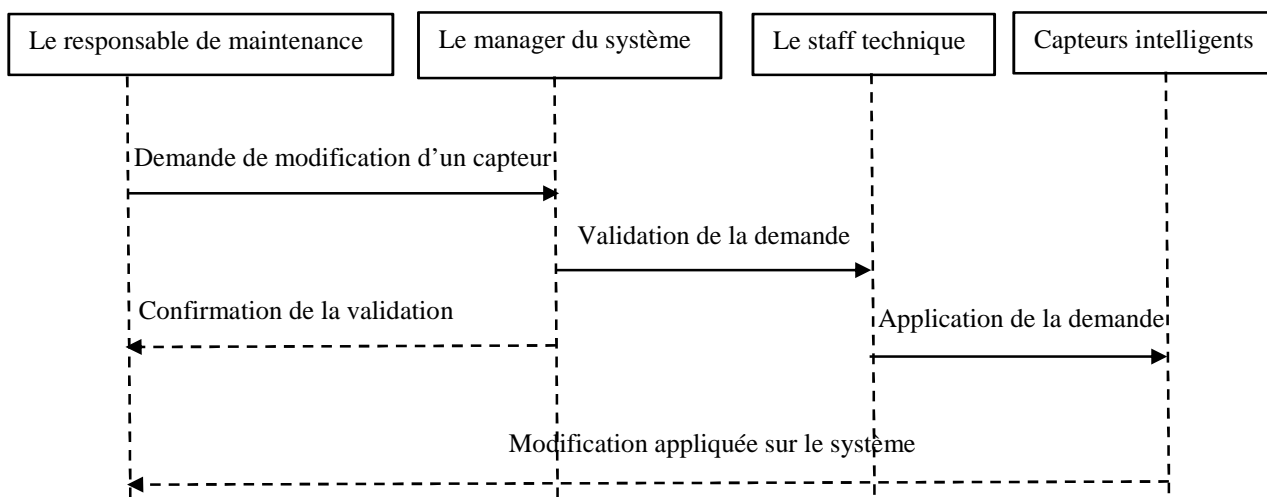 Le responsable de maintenance
Le manager du système
Le staff technique
Capteurs intelligents
Demande de modification d’un capteur
Validation de la demande
Confirmation de la validation
Application de la demande
Modification appliquée sur le système